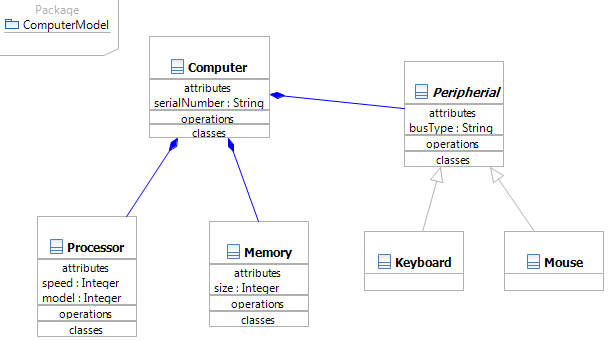 Package
ComputerModel
Computer
attributes
serialNumber : String
operations
classes
Peripherial
attributes
busType : String
operations
classes
Processor
attributes
speed : Integer
model : Integer
operations
classes
Memory
attributes
size : Integer
operations
classes
Keyboard
Mouse